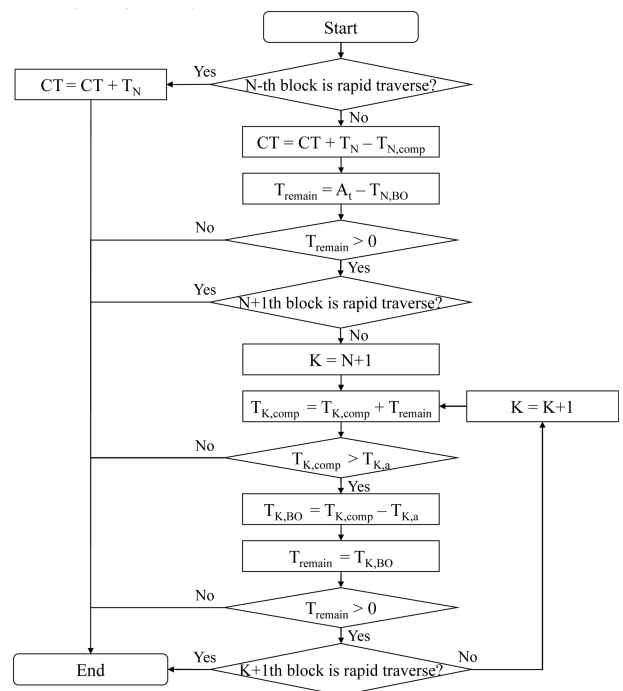 Start
Yes
N-th block is rapid traverse?
CT = CT + T_N
No
CT = CT + T_N – T_N,comp
T_remain = A_t – T_N,BO
No
T_remain > 0
Yes
Yes
N+1th block is rapid traverse?
No
K = N+1
T_K,comp = T_K,comp + T_remain
K = K+1
No
T_K,comp > T_K,a
Yes
T_K,BO = T_K,comp – T_K,a
T_remain = T_K,BO
No
T_remain > 0
Yes
End
Yes
K+1th block is rapid traverse?
No